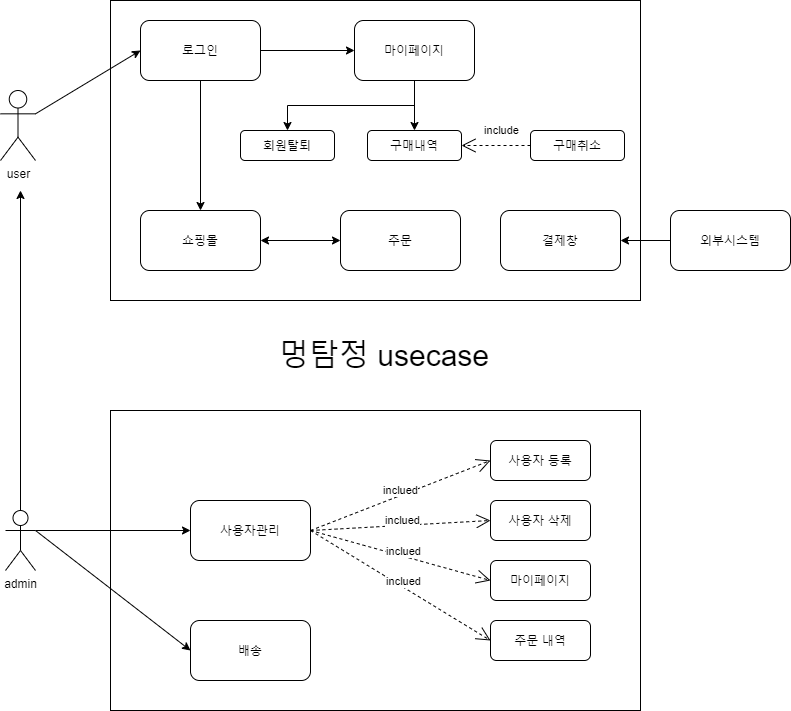 로그인
마이페이지
user
회원탈퇴
구매내역
include
구매취소
쇼핑몰
주문
결제창
외부시스템
멍탐정 usecase
admin
사용자관리
배송
inclued
inclued
inclued
inclued
사용자 등록
사용자 삭제
마이페이지
주문 내역